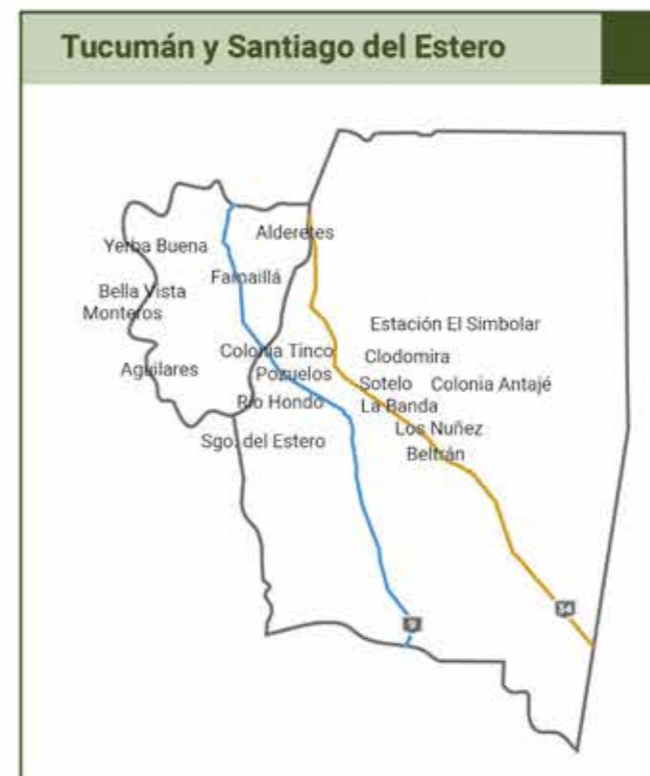 Tucumán y Santiago del Estero
Alderetes
Yerba Buena
Famaillá
Bella Vista
Monteros
Estación El Simbolar
Colonia Tinco
Clodomira
Aguilares
Pozuelos
Sotelo
Colonia Antajé
Río Hondo
La Banda
Los Nuñez
Sgo. del Estero
Beltrán
34
9